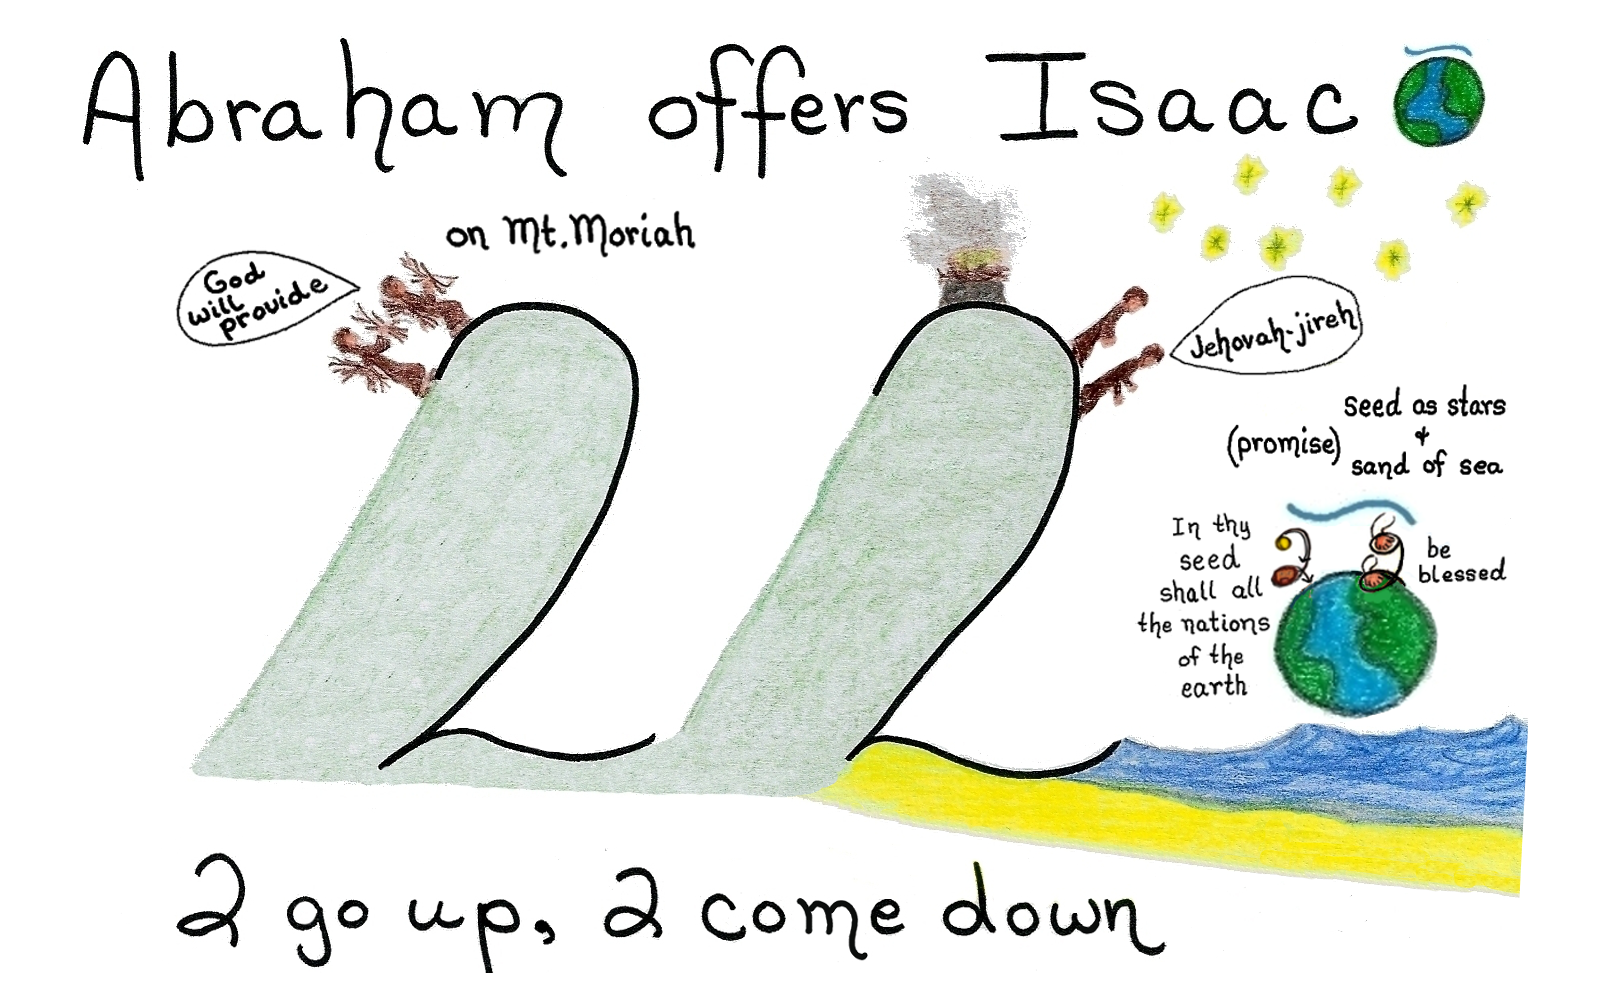 Abraham offers Isaac
on Mt. Moriah
God
will
provide
Jehovah-jireh
(promise)
seed as stars
&
sand of sea
In thy
seed
shall all
the nations
of the
earth
be
blessed
2 go up, 2 come down